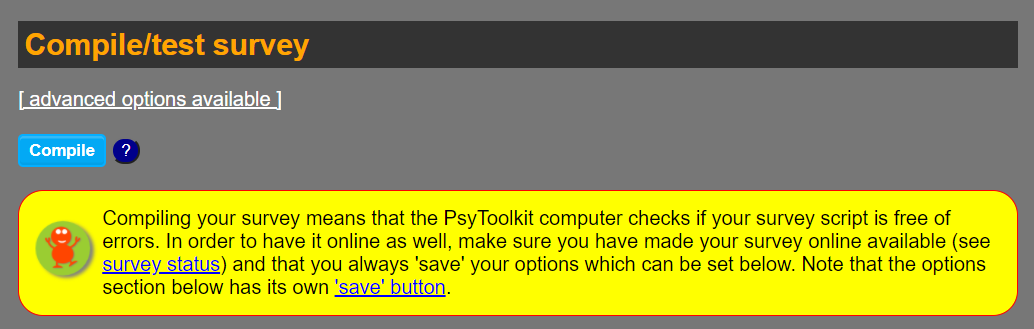 Compile/test survey
[ advanced options available ]
Compile ?
Compiling your survey means that the PsyToolkit computer checks if your survey script is free of
errors. In order to have it online as well, make sure you have made your survey online available (see
survey status) and that you always 'save' your options which can be set below. Note that the options
section below has its own 'save' button.